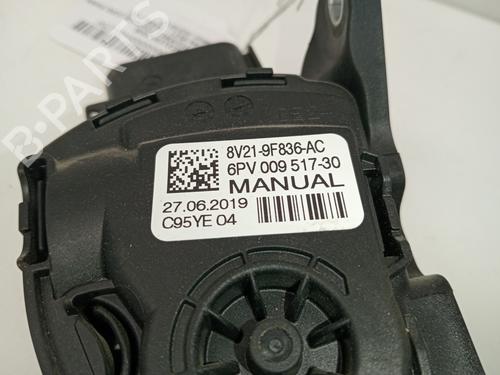 8V21-9F836-AC
6PV 009 517-30
MANUAL
27.06.2019
C95YE 04
B-PARTS